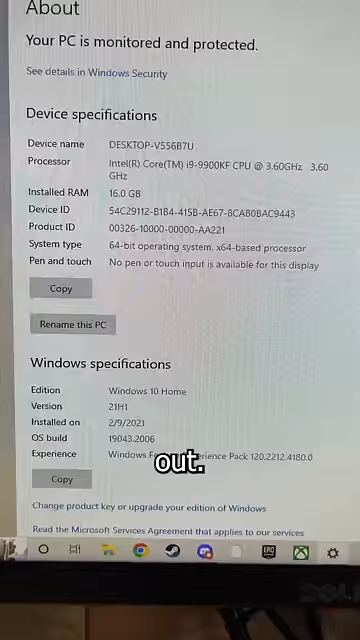 About
Your PC is monitored and protected.
See details in Windows Security
Device specifications
Device name DESKTOP-V556B7U
Processor Intel(R) Core(TM) i9-9900KF CPU @ 3.60GHz 3.60
GHz
Installed RAM 16.0 GB
Device ID 54C29112-B1B4-415B-AE67-8CAB0BAC9443
Product ID 00326-10000-00000-AA221
System type 64-bit operating system, x64-based processor
Pen and touch No pen or touch input is available for this display
Copy
Rename this PC
Windows specifications
Edition Windows 10 Home
Version 21H1
Installed on 2/9/2021
OS build 19043.2006
Experience Windows Pack 120.2212.4180.0
out.
Copy
Change product key or upgrade your edition of Windows
Read the Microsoft Services Agreement that applies to our services
EPIC
DELL